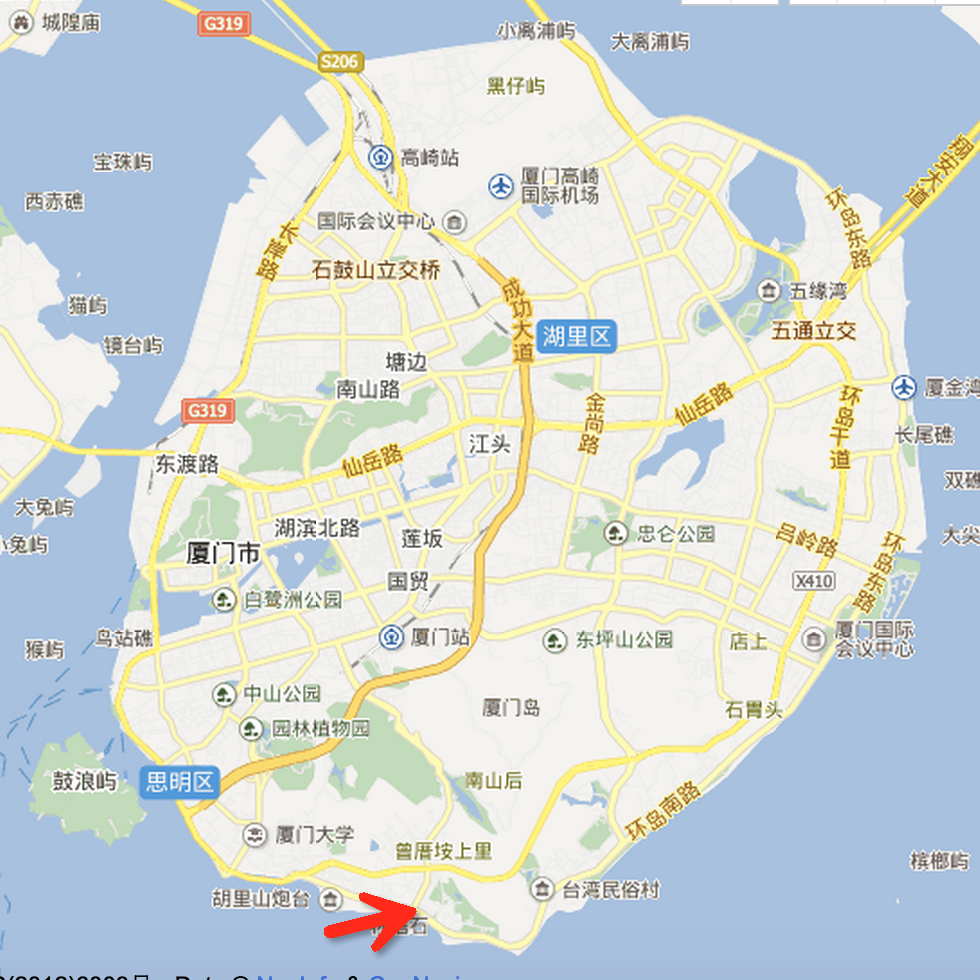 城隍庙
G319
小离浦屿
大离浦屿
S206
黑仔屿
翔安大道
宝珠屿
高崎站
厦门高崎
国际机场
西赤礁
环岛东路
国际会议中心
长岸路
石鼓山立交桥
成功大道
五缘湾
猫屿
湖里区
五通立交
镜台屿
塘边
南山路
厦金湾
G319
金尚路
仙岳路
环岛干道
长尾礁
江头
东渡路
仙岳路
双礁
大兔屿
湖滨北路
莲坂
忠仑公园
吕岭路
大尖
小兔屿
厦门市
环岛东路
国贸
X410
白鹭洲公园
鸟站礁
厦门站
东坪山公园
店上
厦门国际
会议中心
猴屿
中山公园
厦门岛
石胃头
园林植物园
鼓浪屿
思明区
南山后
环岛南路
厦门大学
曾厝垵上里
槟榔屿
胡里山炮台
台湾民俗村
石